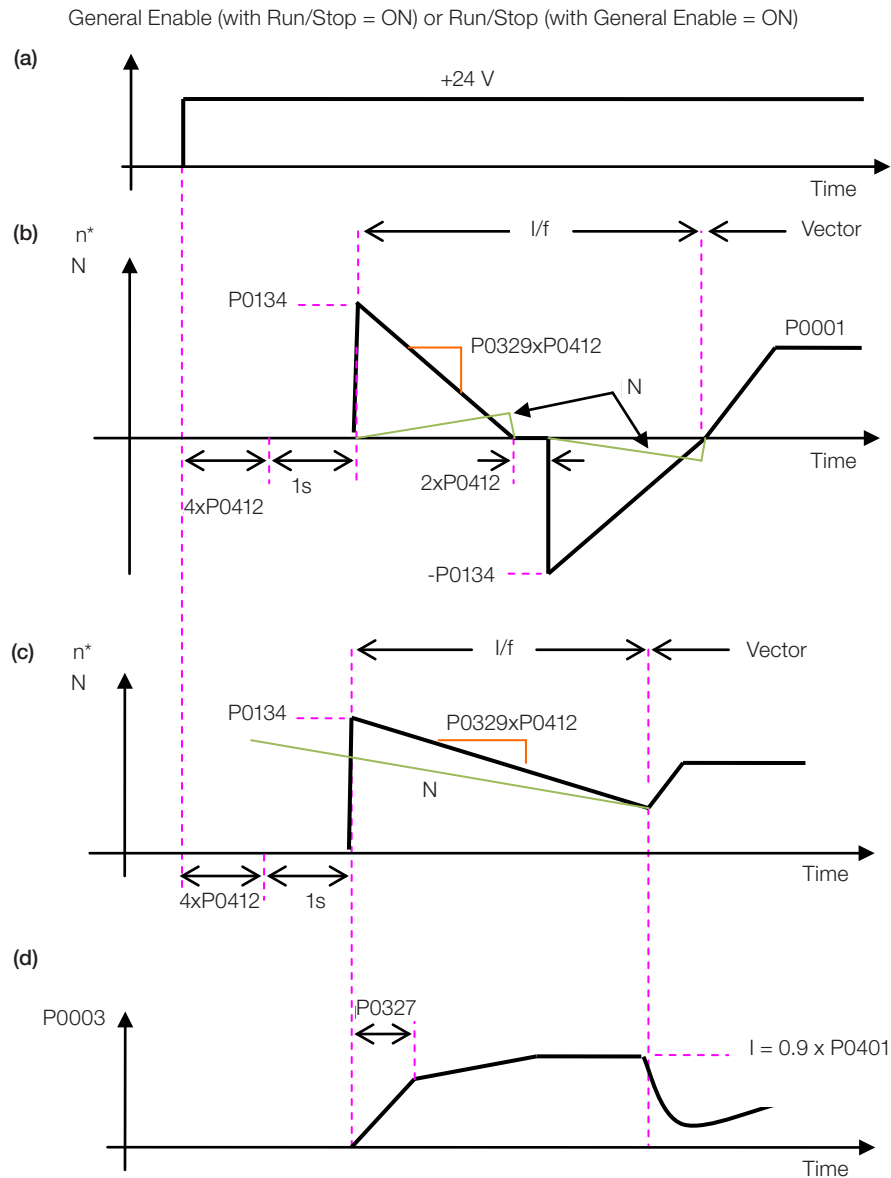 General Enable (with Run/Stop = ON) or Run/Stop (with General Enable = ON)
(a)
+24 V
Time
(b)
n*
N
I/f
Vector
P0134
P0329xP0412
P0001
N
Time
4xP0412
1s
2xP0412
-P0134
(c)
n*
N
I/f
Vector
P0134
P0329xP0412
N
Time
4xP0412
1s
(d)
P0003
P0327
I = 0.9 x P0401
Time